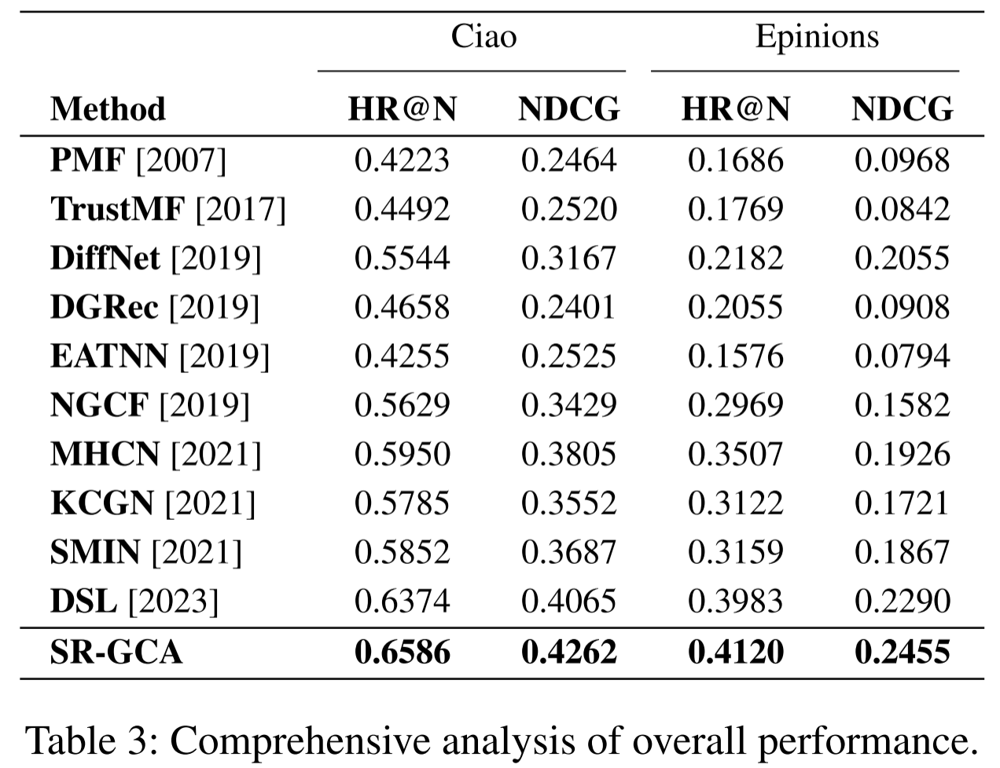 Ciao Epinions
Method HR@N NDCG HR@N NDCG
PMF [2007] 0.4223 0.2464 0.1686 0.0968
TrustMF [2017] 0.4492 0.2520 0.1769 0.0842
DiffNet [2019] 0.5544 0.3167 0.2182 0.2055
DGRec [2019] 0.4658 0.2401 0.2055 0.0908
EATNN [2019] 0.4255 0.2525 0.1576 0.0794
NGCF [2019] 0.5629 0.3429 0.2969 0.1582
MHCN [2021] 0.5950 0.3805 0.3507 0.1926
KCGN [2021] 0.5785 0.3552 0.3122 0.1721
SMIN [2021] 0.5852 0.3687 0.3159 0.1867
DSL [2023] 0.6374 0.4065 0.3983 0.2290
SR-GCA 0.6586 0.4262 0.4120 0.2455
Table 3: Comprehensive analysis of overall performance.